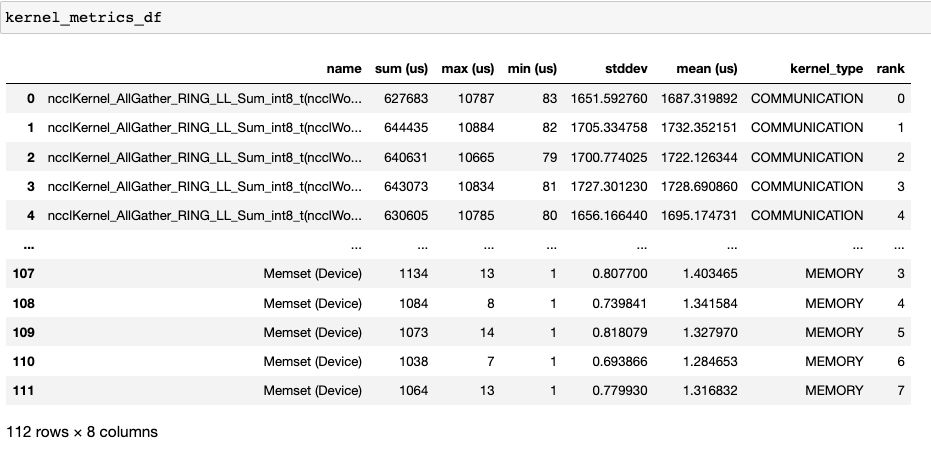 kernel_metrics_df
name sum (us) max (us) min (us) stddev mean (us) kernel_type rank
0 ncclKernel_AllGather_RING_LL_Sum_int8_t(ncclWo... 627683 10787 83 1651.592760 1687.319892 COMMUNICATION 0
1 ncclKernel_AllGather_RING_LL_Sum_int8_t(ncclWo... 644435 10884 82 1705.334758 1732.352151 COMMUNICATION 1
2 ncclKernel_AllGather_RING_LL_Sum_int8_t(ncclWo... 640631 10665 79 1700.774025 1722.126344 COMMUNICATION 2
3 ncclKernel_AllGather_RING_LL_Sum_int8_t(ncclWo... 643073 10834 81 1727.301230 1728.690860 COMMUNICATION 3
4 ncclKernel_AllGather_RING_LL_Sum_int8_t(ncclWo... 630605 10785 80 1656.166440 1695.174731 COMMUNICATION 4
... ... ... ... ... ... ... ... ...
107 Memset (Device) 1134 13 1 0.807700 1.403465 MEMORY 3
108 Memset (Device) 1084 8 1 0.739841 1.341584 MEMORY 4
109 Memset (Device) 1073 14 1 0.818079 1.327970 MEMORY 5
110 Memset (Device) 1038 7 1 0.693866 1.284653 MEMORY 6
111 Memset (Device) 1064 13 1 0.779930 1.316832 MEMORY 7
112 rows × 8 columns